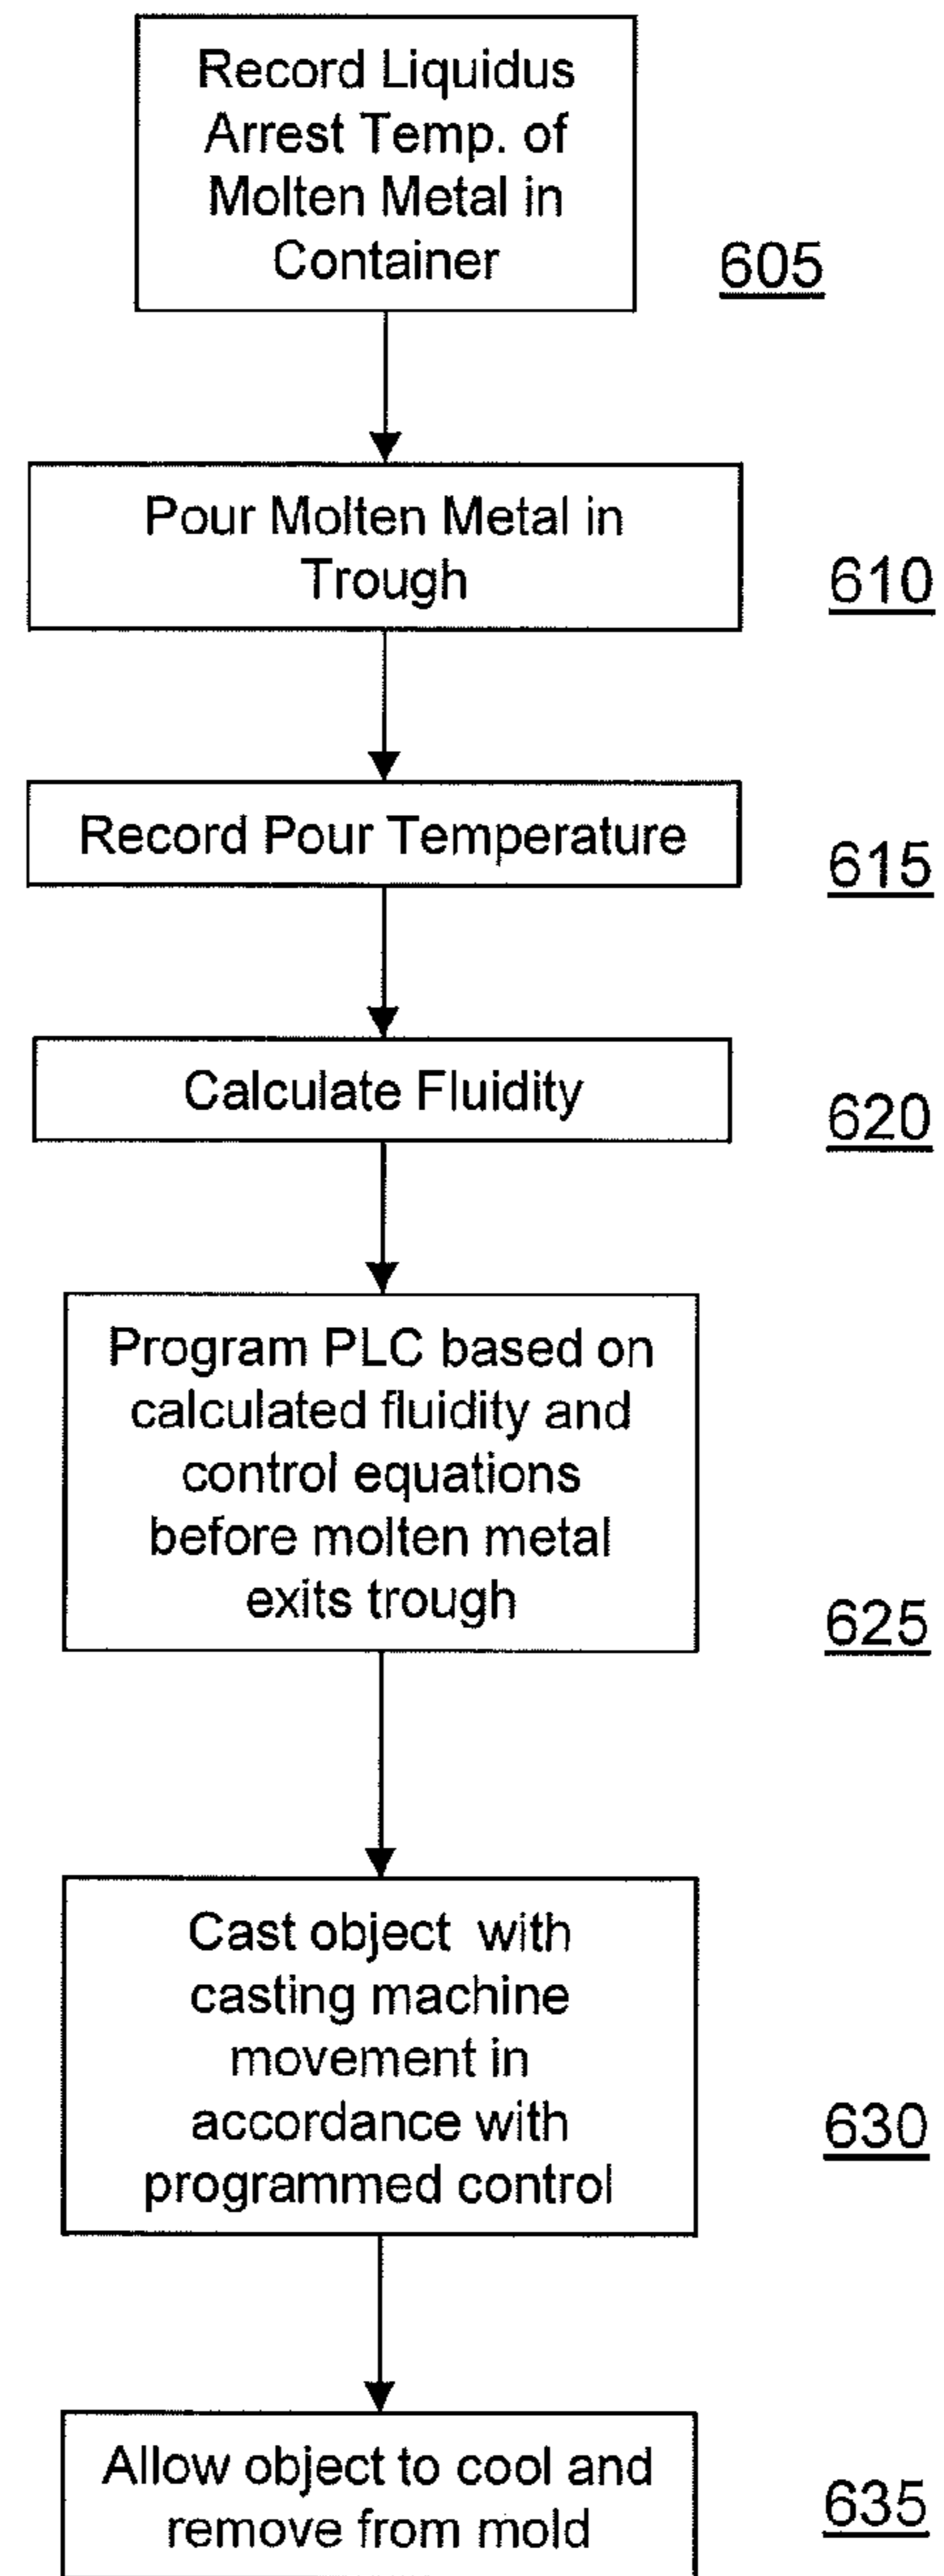 Record Liquidus
Arrest Temp. of
Molten Metal in
Container
605
Pour Molten Metal in
Trough
610
Record Pour Temperature
615
Calculate Fluidity
620
Program PLC based on
calculated fluidity and
control equations
before molten metal
exits trough
625
Cast object with
casting machine
movement in
accordance with
programmed control
630
Allow object to cool and
remove from mold
635